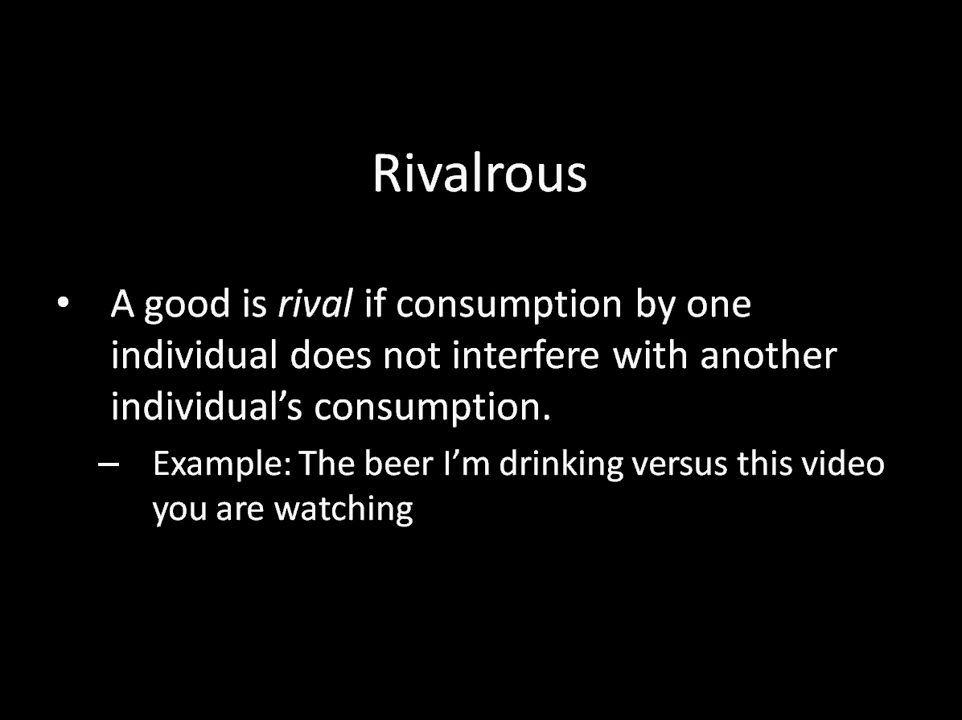 Rivalrous
• A good is rival if consumption by one
individual does not interfere with another
individual’s consumption.
– Example: The beer I’m drinking versus this video
you are watching